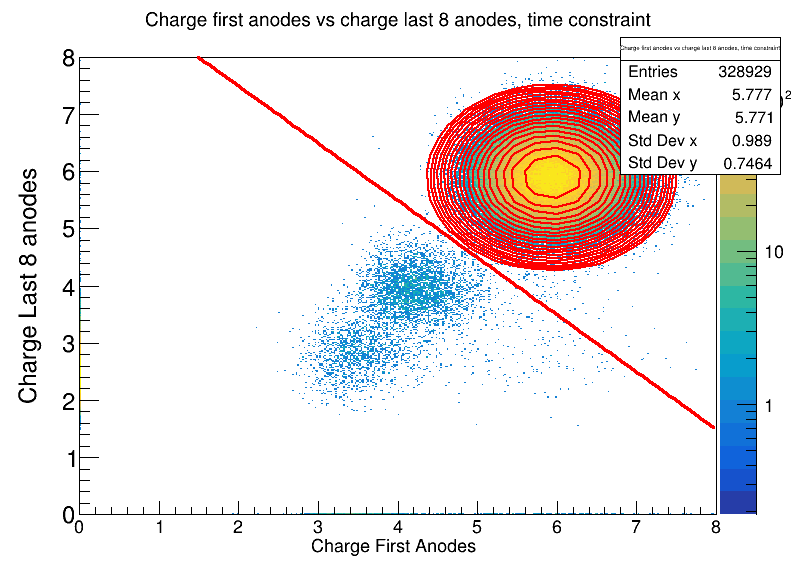 Charge first anodes vs charge last 8 anodes, time constraint
Charge first anodes vs charge last 8 anodes, time constraint
Entries 328929
Mean x 5.777
Mean y 5.771
Std Dev x 0.989
Std Dev y 0.7464
Charge Last 8 anodes
8
7
6
5
4
3
2
1
0
0 1 2 3 4 5 6 7 8
Charge First Anodes
10
1